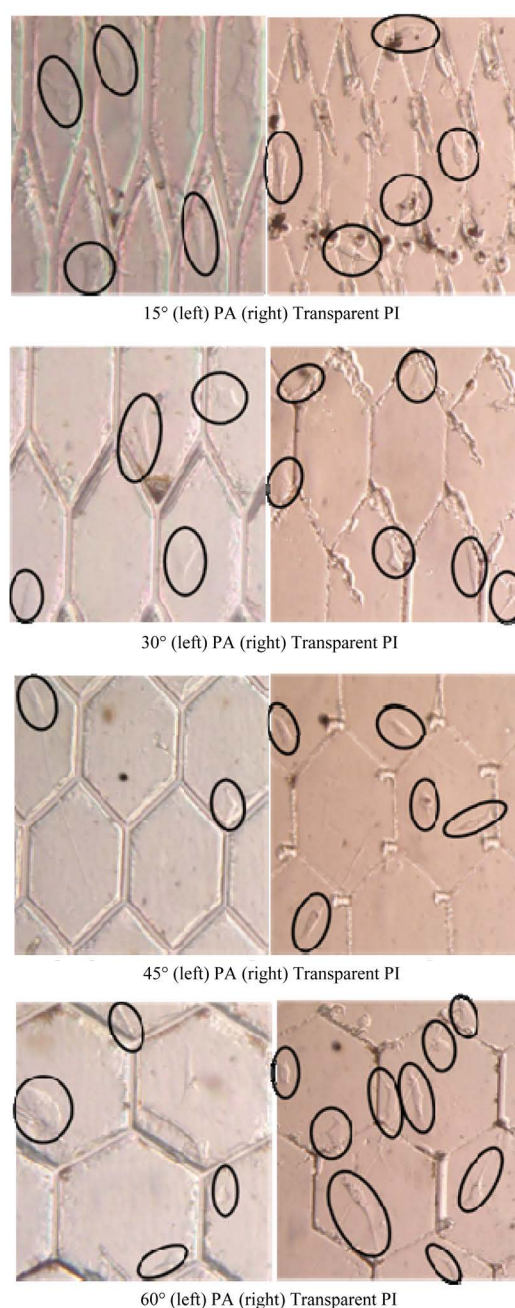 15° (left) PA (right) Transparent PI
30° (left) PA (right) Transparent PI
45° (left) PA (right) Transparent PI
60° (left) PA (right) Transparent PI